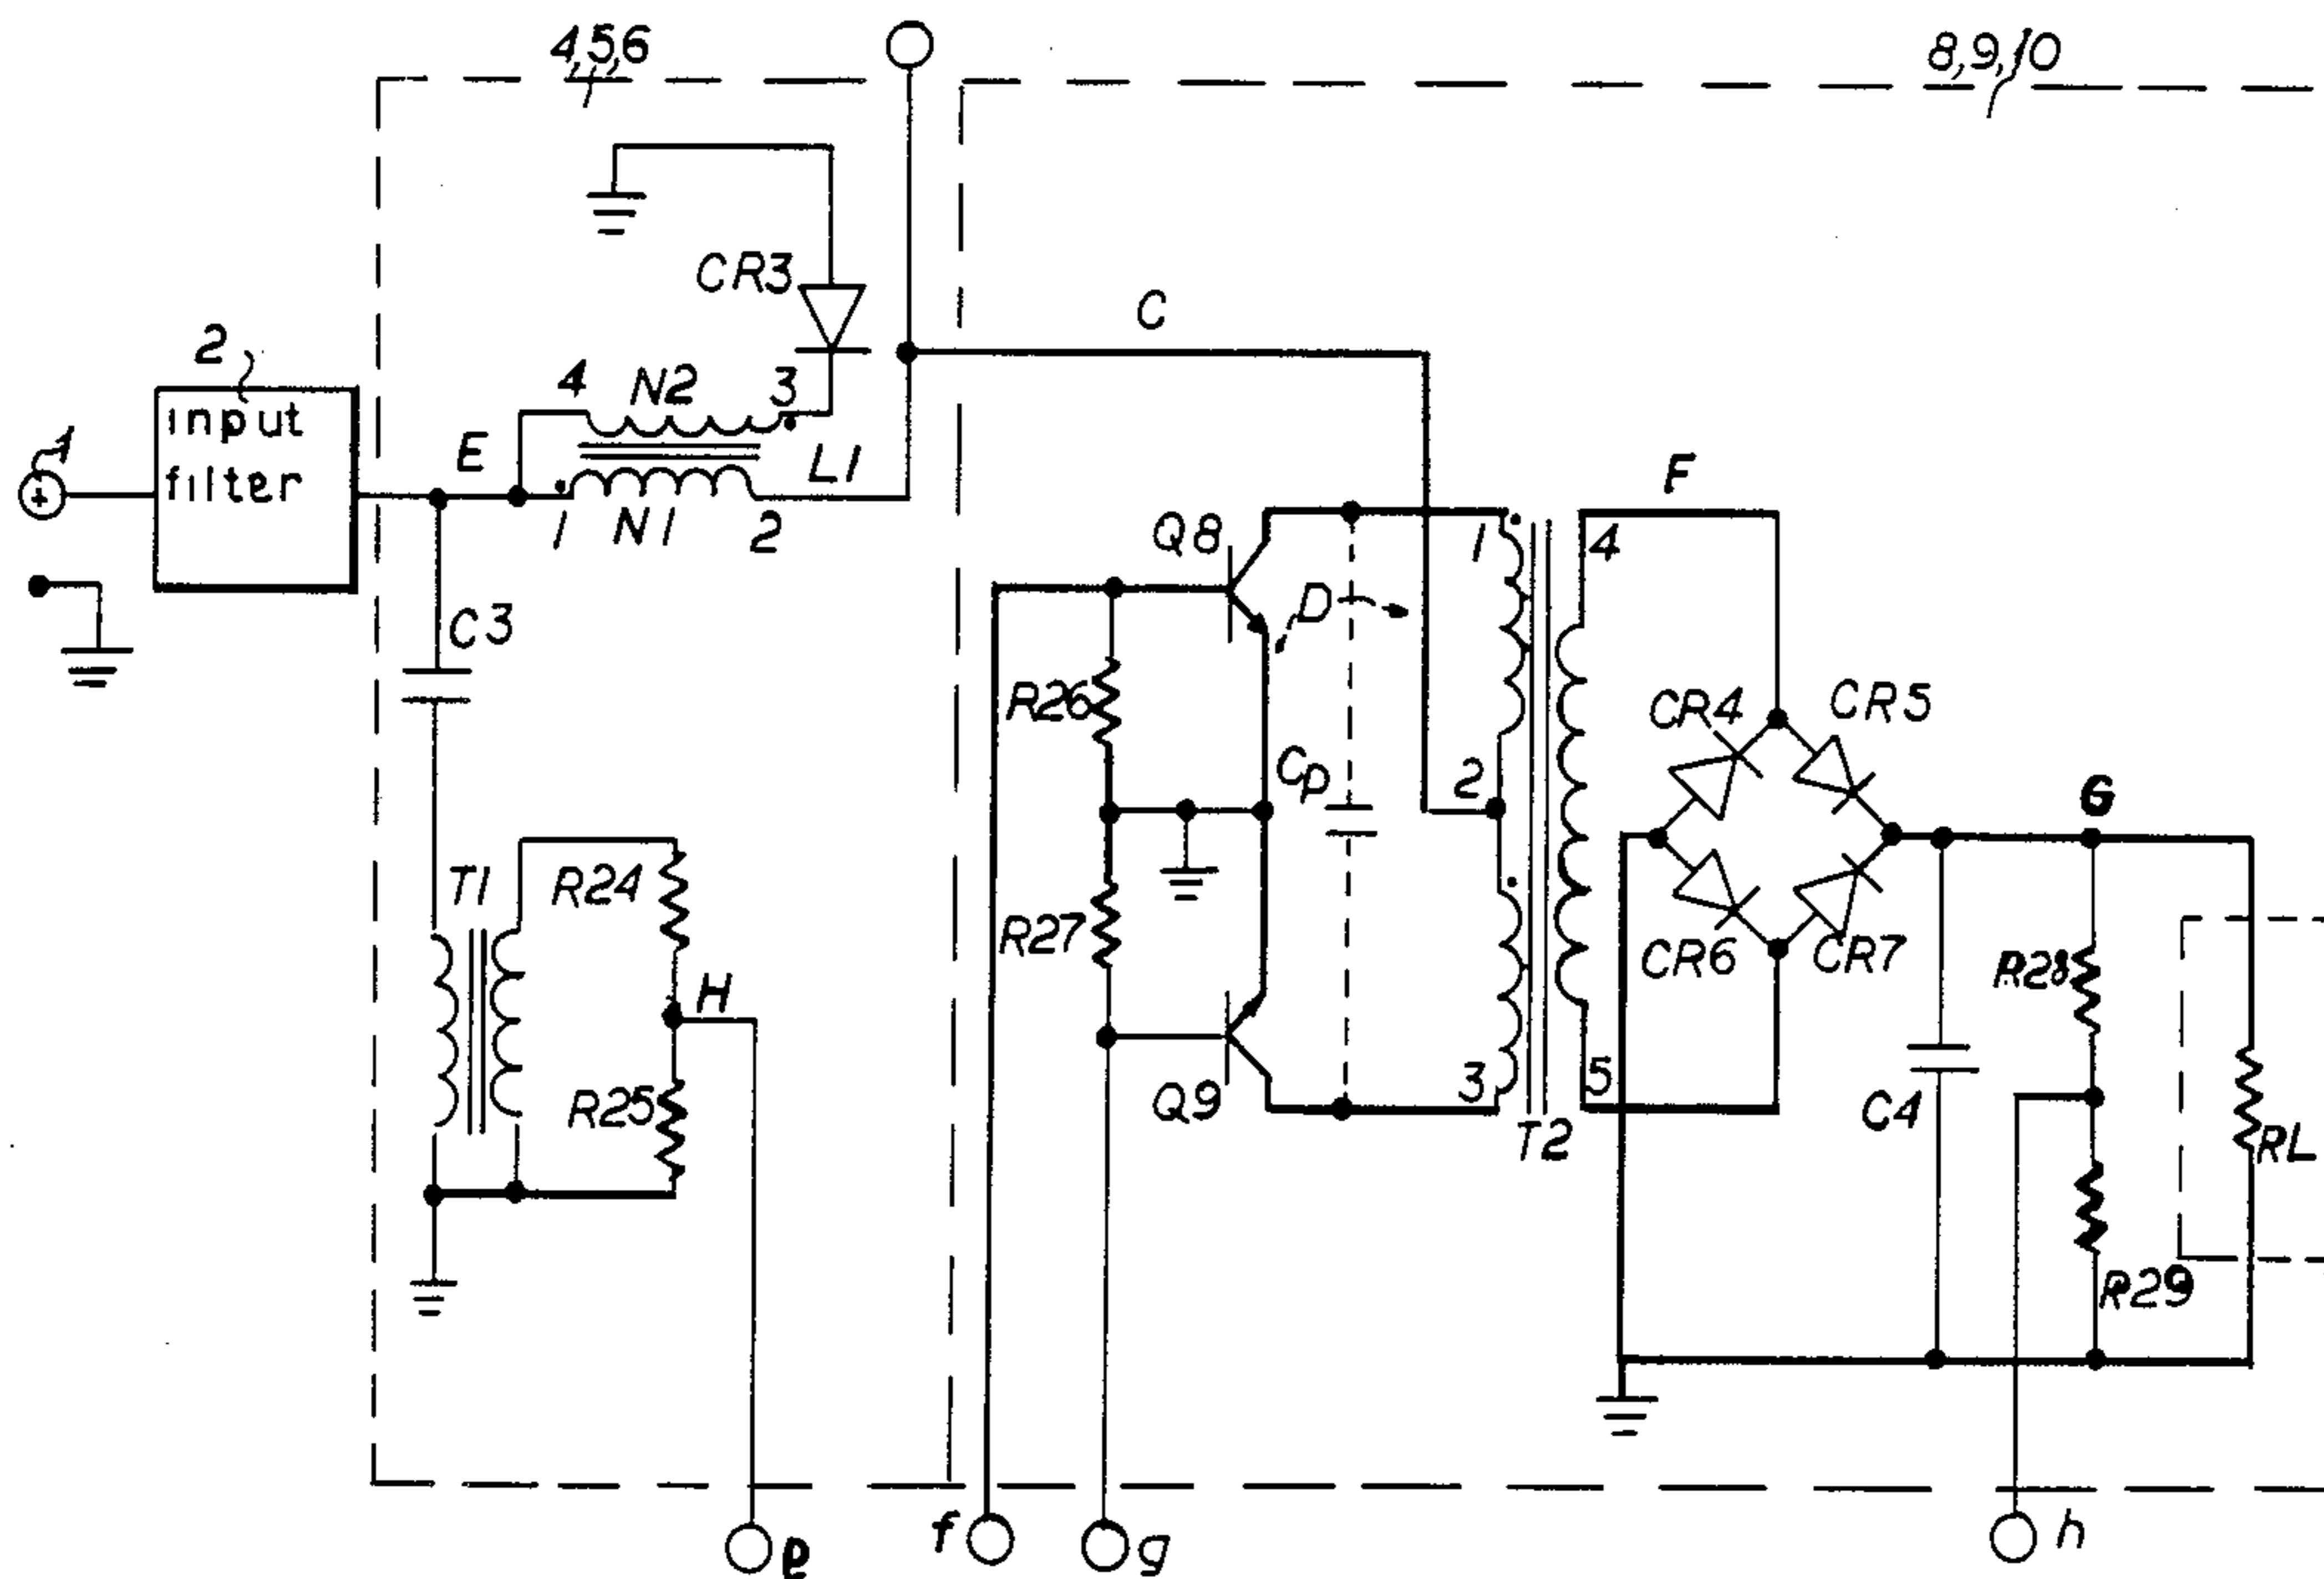 4,5,6
8,9,10
CR3
C
2
input
filter
1
+
E
4
N2
3
L1
1
N1
2
F
Q8
1
4
C3
D
R26
CR4
CR5
Cp
2
G
T1
R24
R27
CR6
CR7
R28
H
R25
Q9
3
5
C4
T2
RL
R29
e
f
g
h